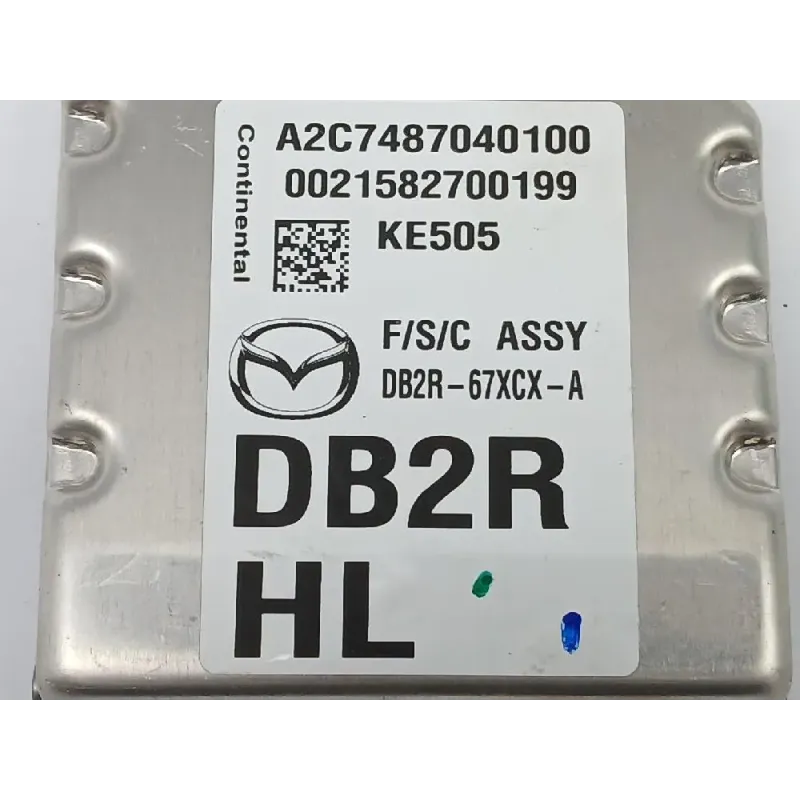 Continental
A2C7487040100
0021582700199
KE505
F/S/C ASSY
DB2R-67XCX-A
DB2R
HL